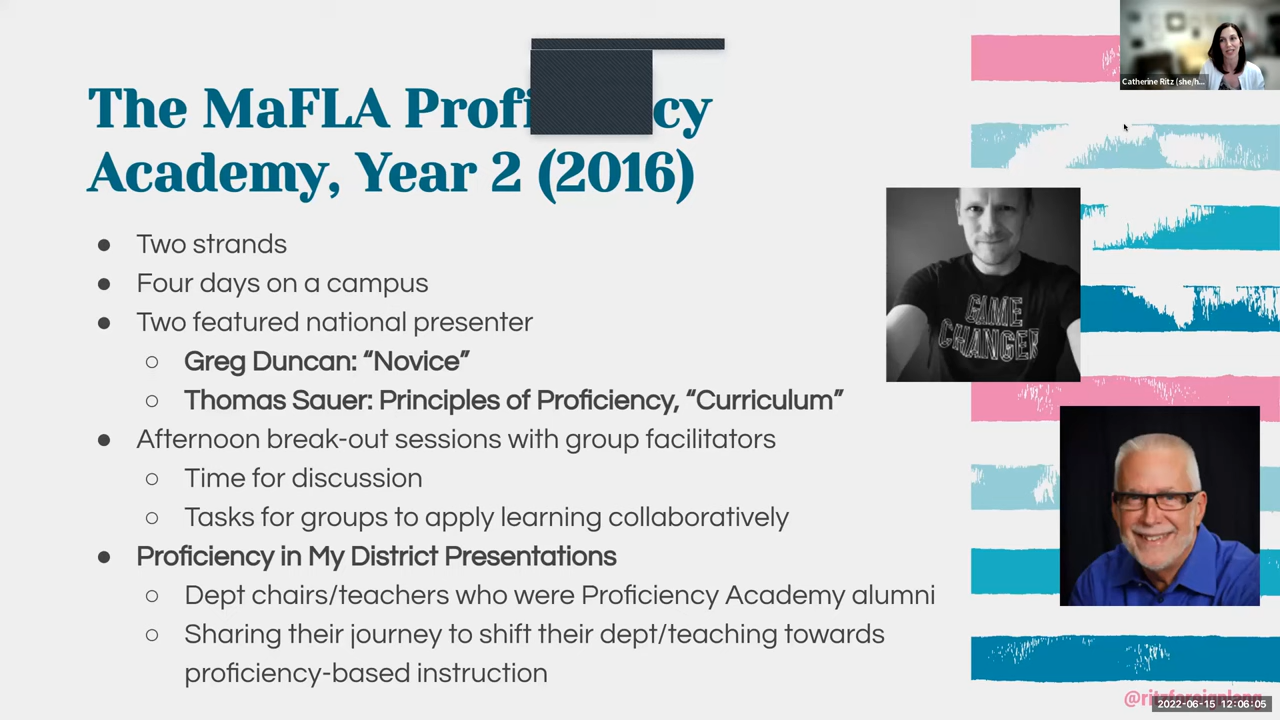 Catherine Ritz (she/h...
The MaFLA Profi cy
Academy, Year 2 (2016)
● Two strands
● Four days on a campus
● Two featured national presenter
○ Greg Duncan: “Novice”
○ Thomas Sauer: Principles of Proficiency, “Curriculum”
● Afternoon break-out sessions with group facilitators
○ Time for discussion
○ Tasks for groups to apply learning collaboratively
● Proficiency in My District Presentations
○ Dept chairs/teachers who were Proficiency Academy alumni
○ Sharing their journey to shift their dept/teaching towards
proficiency-based instruction
GAME
CHANGER
2022-06-15 12:06:05